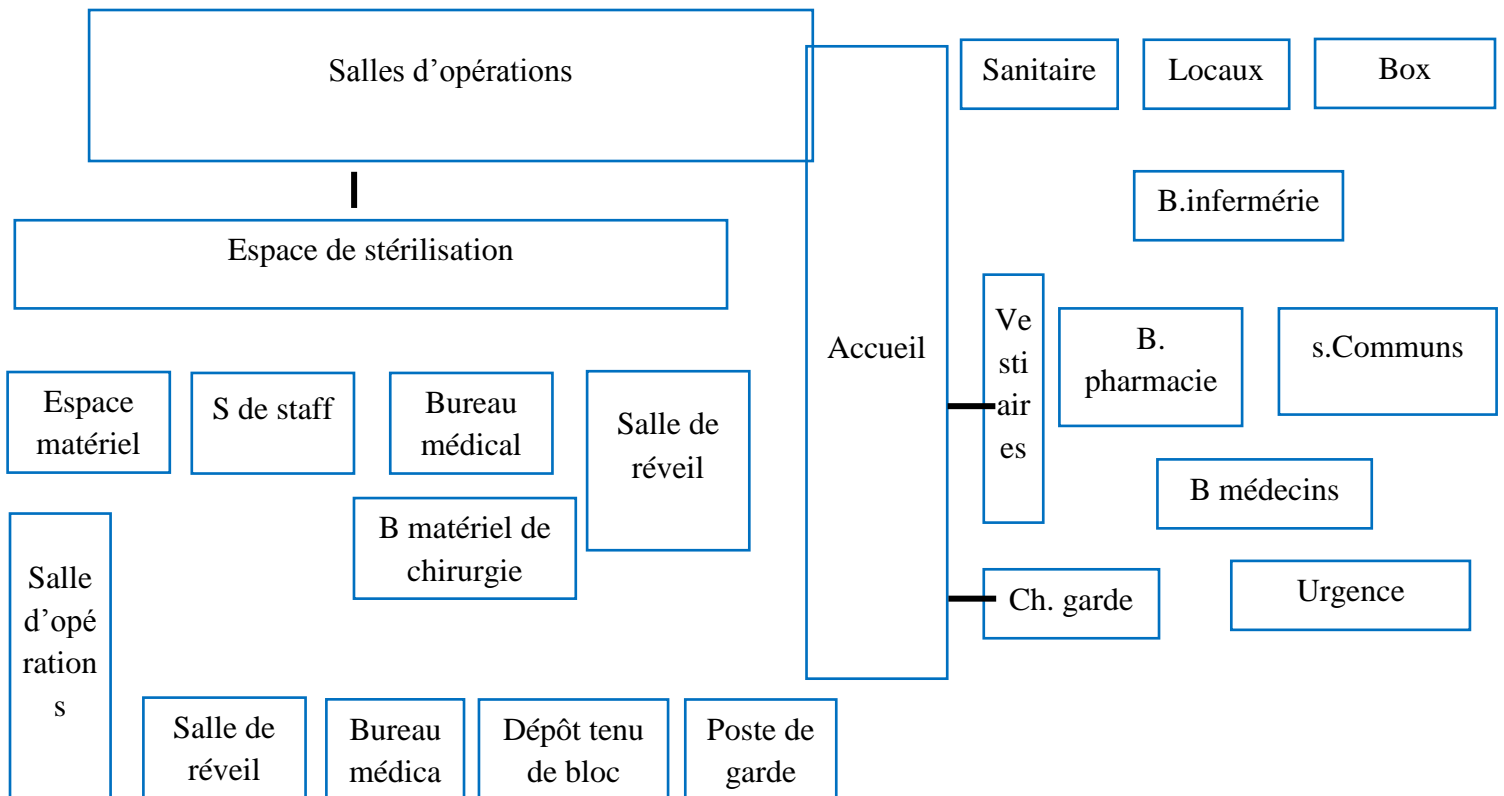 Salles d’opérations
Sanitaire
Locaux
Box
B.infermérie
Espace de stérilisation
Accueil
Ve
sti
air
es
B.
pharmacie
s.Communs
Espace
matériel
S de staff
Bureau
médical
Salle de
réveil
B médecins
B matériel de
chirurgie
Ch. garde
Urgence
Salle
d’opé
ration
s
Salle de
réveil
Bureau
médica
Dépôt tenu
de bloc
Poste de
garde